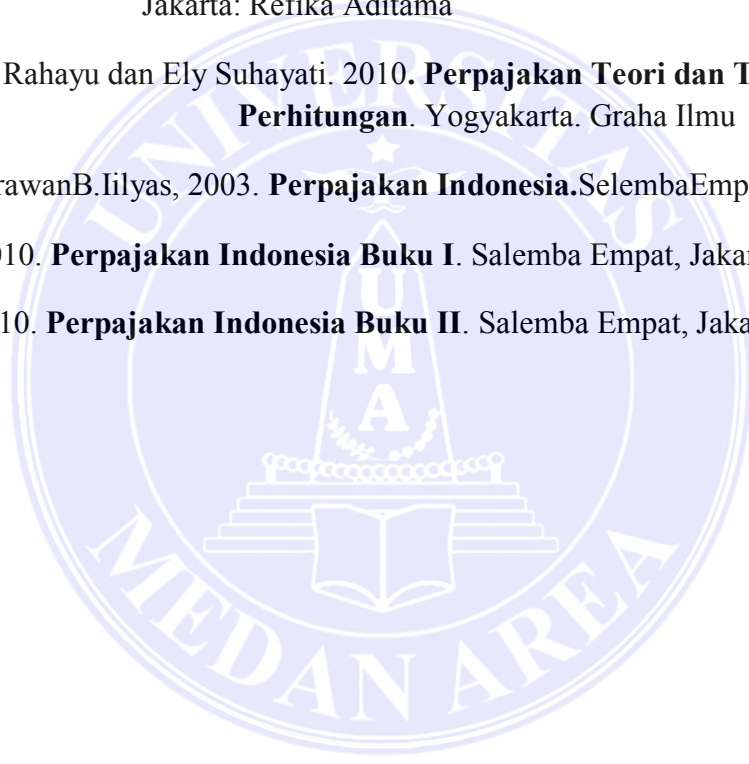 Jakarta: Refika Aditama
Rahayu dan Ely Suhayati. 2010. Perpajakan Teori dan T
Perhitungan. Yogyakarta. Graha Ilmu
rawanB.Iilyas, 2003. Perpajakan Indonesia.SelembaEmp
10. Perpajakan Indonesia Buku I. Salemba Empat, Jakar
10. Perpajakan Indonesia Buku II. Salemba Empat, Jaka
UNIVERSITAS
UMA
MEDAN AREA